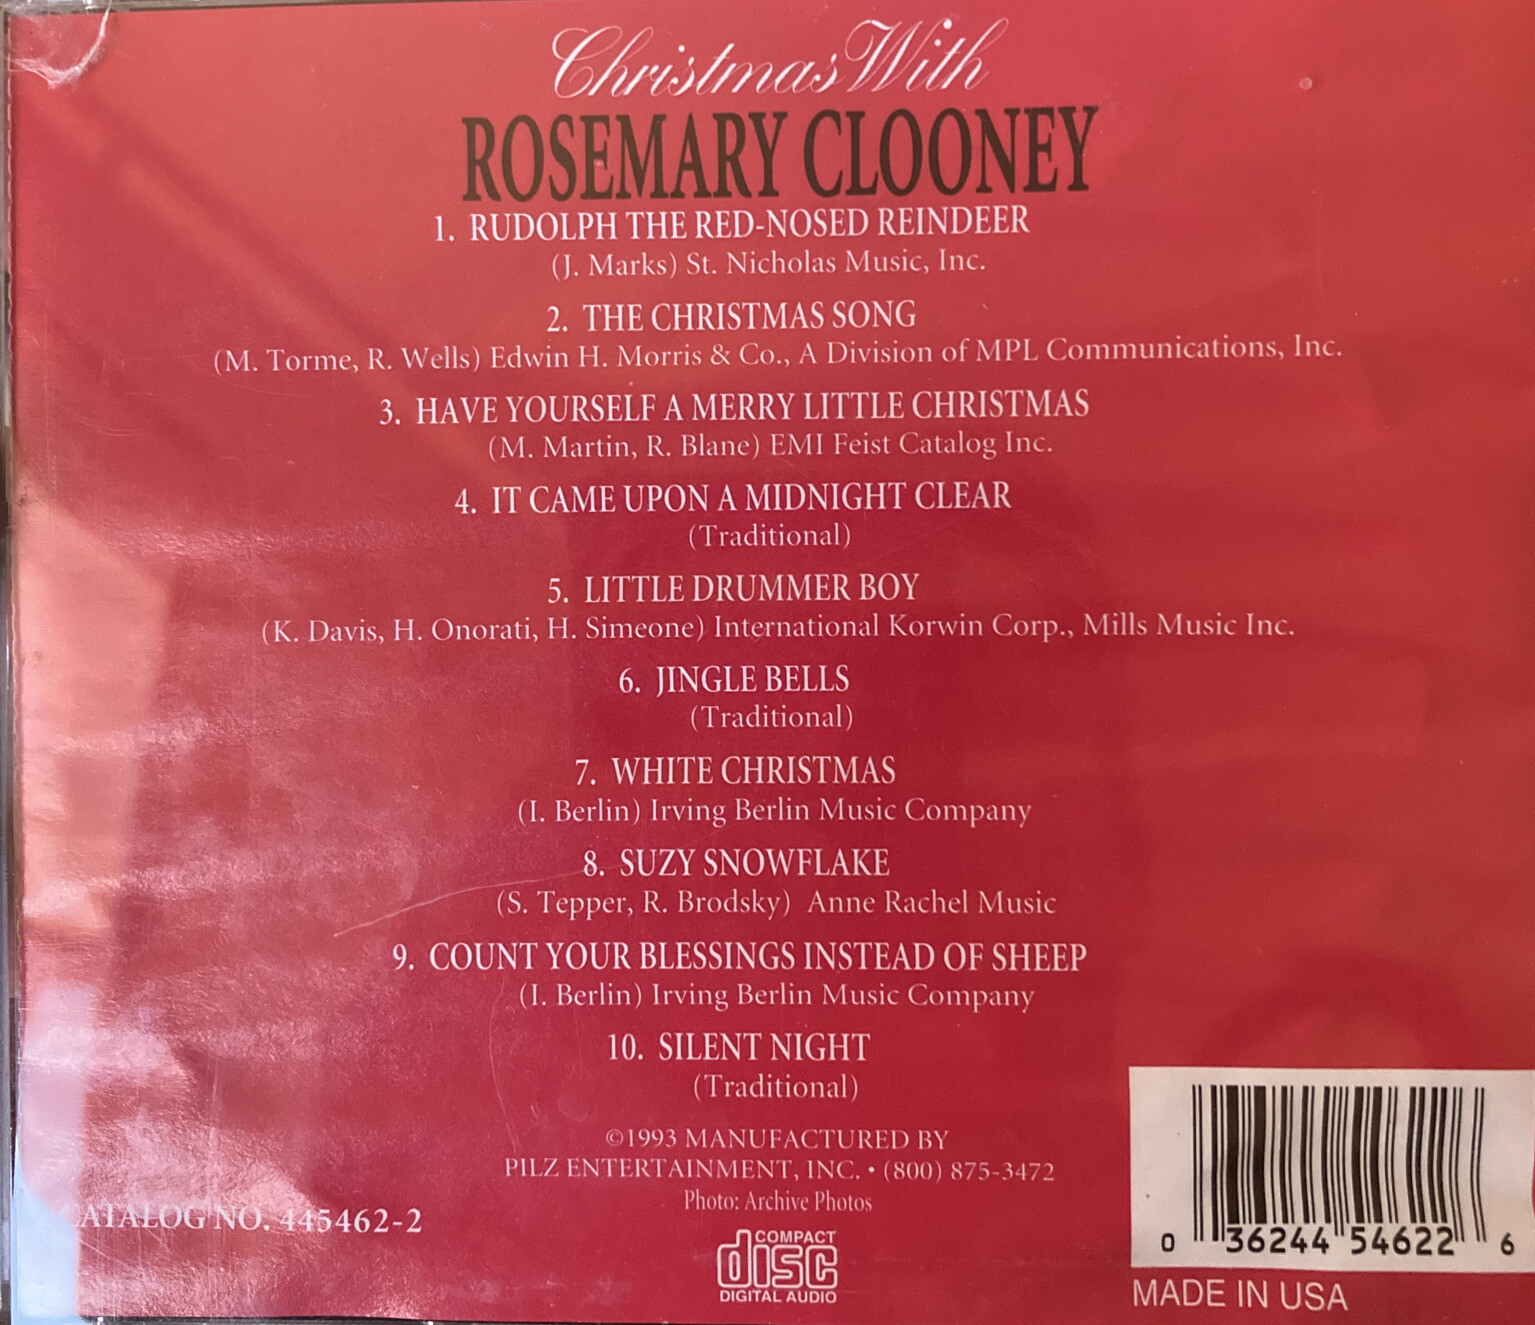 Christmas With
ROSEMARY CLOONEY
1. RUDOLPH THE RED-NOSED REINDEER
(J. Marks) St. Nicholas Music, Inc.
2. THE CHRISTMAS SONG
(M. Torme, R. Wells) Edwin H. Morris & Co., A Division of MPL Communications, Inc.
3. HAVE YOURSELF A MERRY LITTLE CHRISTMAS
(M. Martin, R. Blane) EMI Feist Catalog Inc.
4. IT CAME UPON A MIDNIGHT CLEAR
(Traditional)
5. LITTLE DRUMMER BOY
(K. Davis, H. Onorati, H. Simeone) International Korwin Corp., Mills Music Inc.
6. JINGLE BELLS
(Traditional)
7. WHITE CHRISTMAS
(I. Berlin) Irving Berlin Music Company
8. SUZY SNOWFLAKE
(S. Tepper, R. Brodsky) Anne Rachel Music
9. COUNT YOUR BLESSINGS INSTEAD OF SHEEP
(I. Berlin) Irving Berlin Music Company
10. SILENT NIGHT
(Traditional)
©1993 MANUFACTURED BY
PILZ ENTERTAINMENT, INC. • (800) 875-3472
Photo: Archive Photos
CATALOG NO. 445462-2
COMPACT
disc
DIGITAL AUDIO
0 36244 54622 6
MADE IN USA